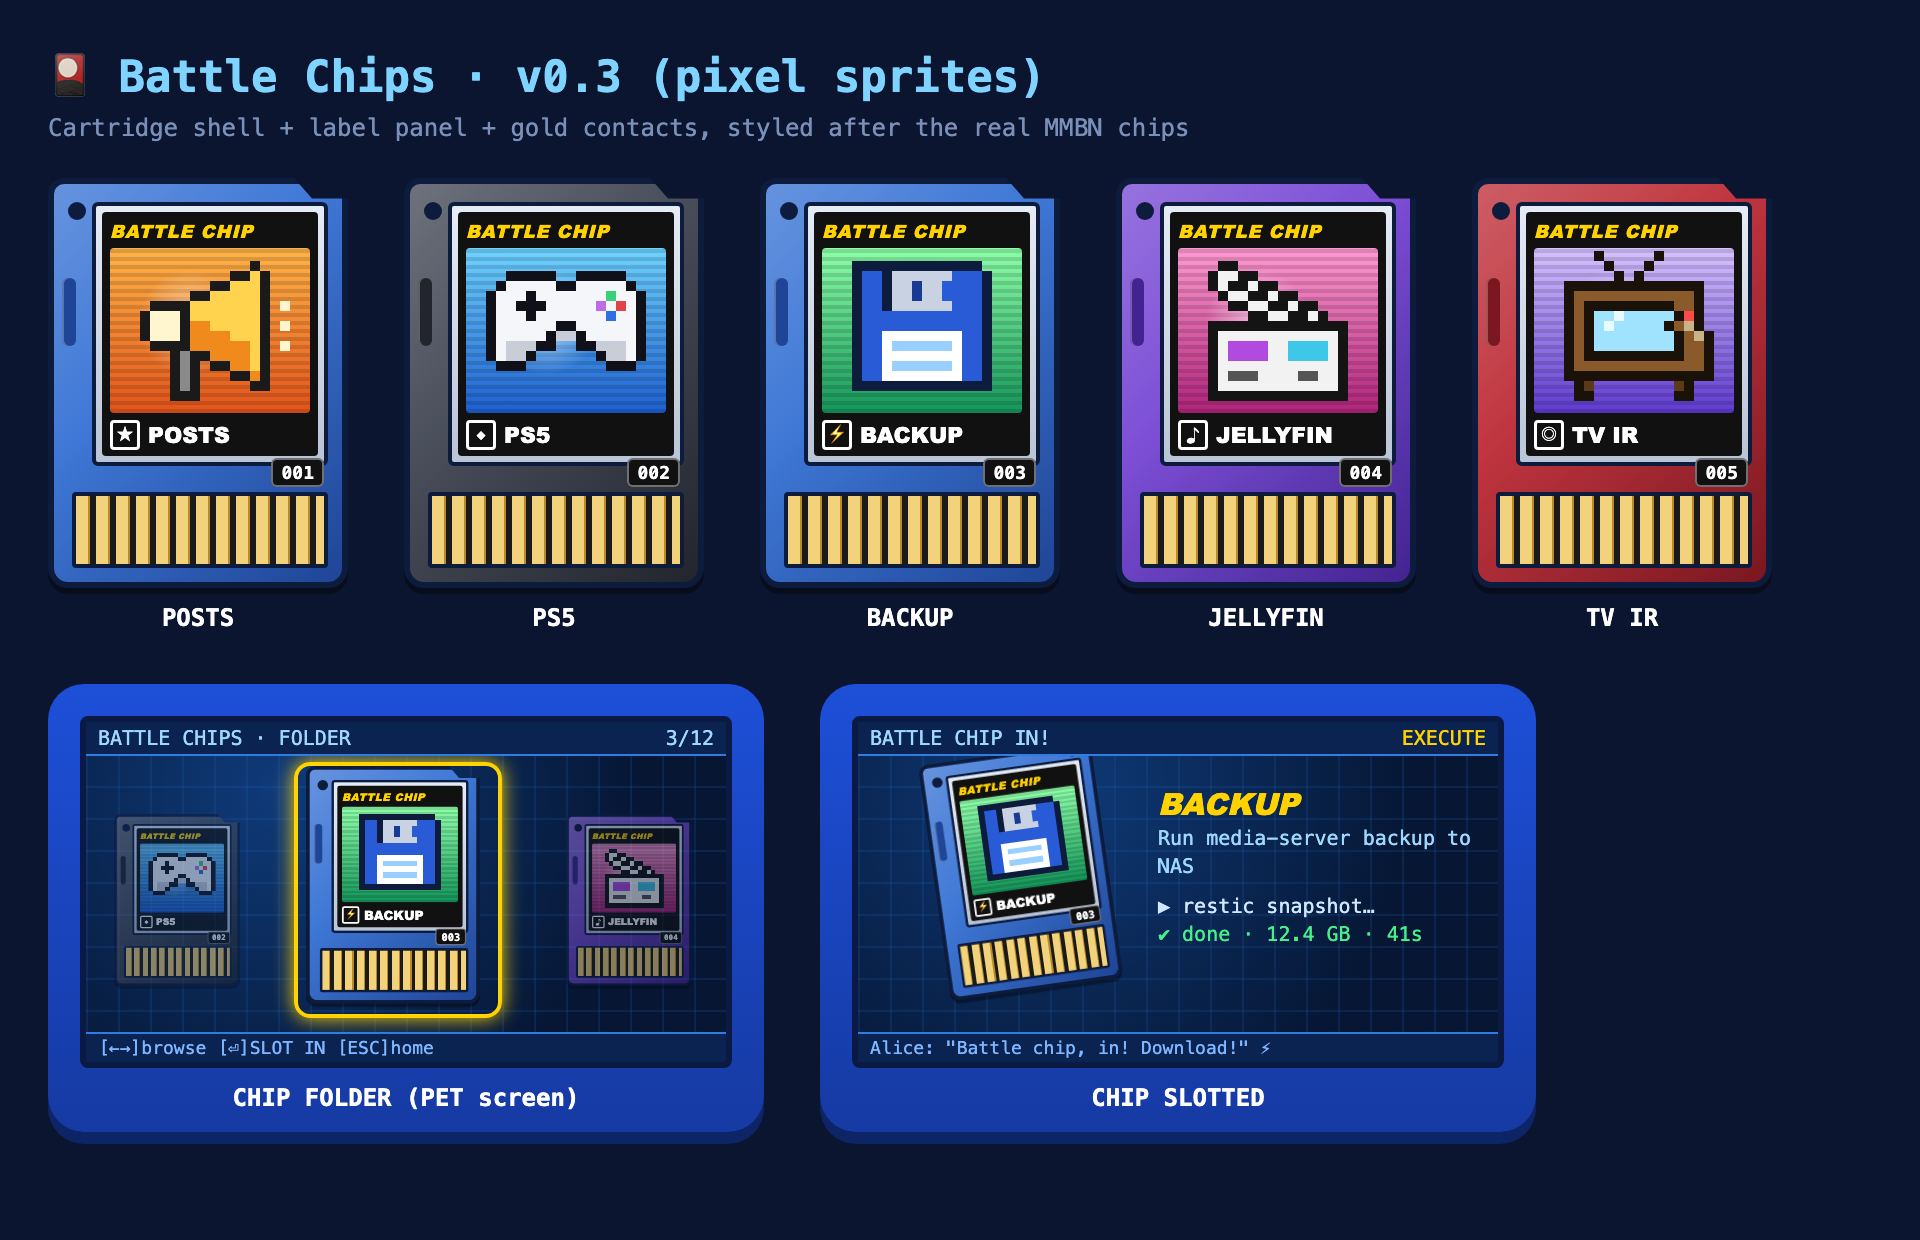 🎴 Battle Chips · v0.3 (pixel sprites)
Cartridge shell + label panel + gold contacts, styled after the real MMBN chips
BATTLE CHIP
★ POSTS
001
POSTS
BATTLE CHIP
◆ PS5
002
PS5
BATTLE CHIP
⚡ BACKUP
003
BACKUP
BATTLE CHIP
♪ JELLYFIN
004
JELLYFIN
BATTLE CHIP
◎ TV IR
005
TV IR
BATTLE CHIPS · FOLDER 3/12
BATTLE CHIP
◆ PS5
002
BATTLE CHIP
⚡ BACKUP
003
BATTLE CHIP
♪ JELLYFIN
004
[←→]browse [⏎]SLOT IN [ESC]home
CHIP FOLDER (PET screen)
BATTLE CHIP IN! EXECUTE
BATTLE CHIP
⚡ BACKUP
003
BACKUP
Run media-server backup to
NAS
▶ restic snapshot…
✔ done · 12.4 GB · 41s
Alice: "Battle chip, in! Download!" ⚡
CHIP SLOTTED